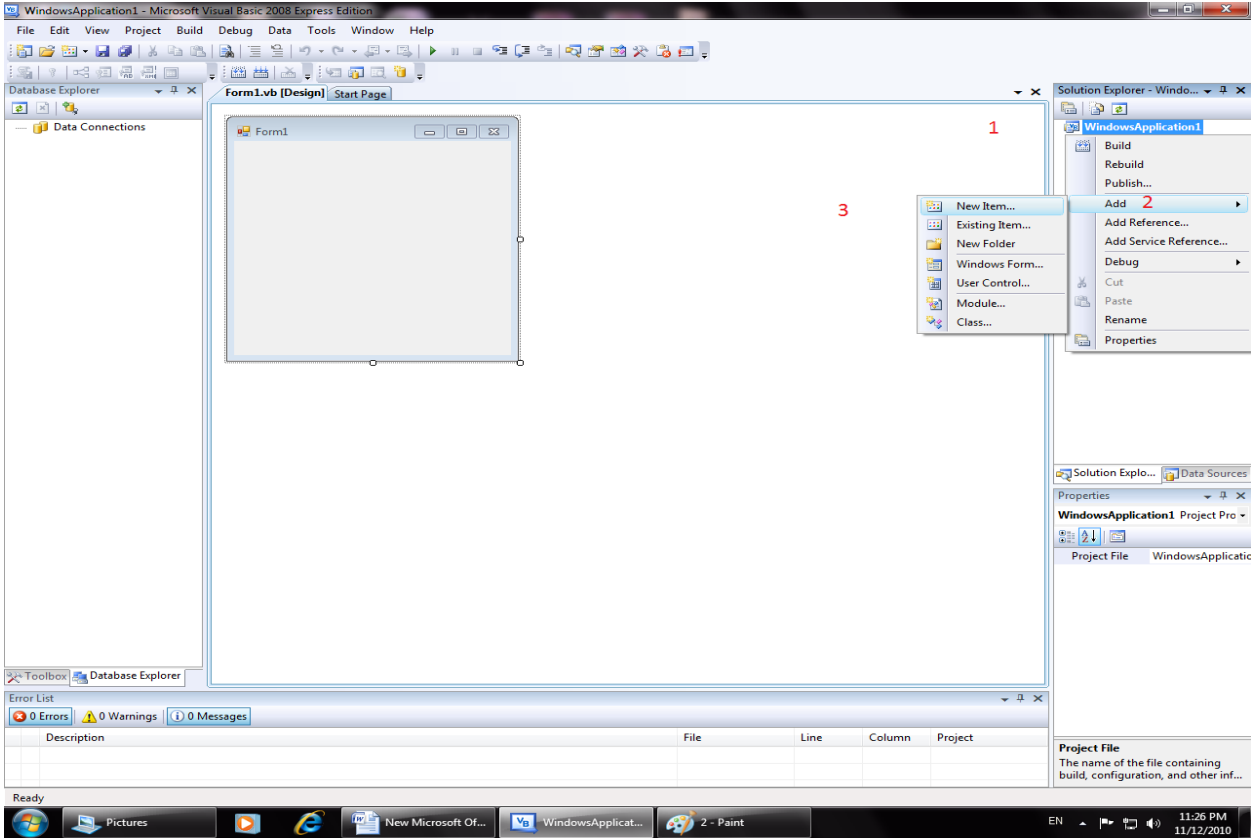 WindowsApplication1 - Microsoft Visual Basic 2008 Express Edition
File Edit View Project Build Debug Data Tools Window Help
Database Explorer
Data Connections
Form1.vb [Design] Start Page
Form1
1
3
Solution Explorer - Windo...
WindowsApplication1
Build
Rebuild
Publish...
Add 2
Add Reference...
Add Service Reference...
Debug
Cut
Paste
Rename
Properties
New Item...
Existing Item...
New Folder
Windows Form...
User Control...
Module...
Class...
Solution Explo... Data Sources
Properties
WindowsApplication1 Project Pro
Project File WindowsApplicatio
Toolbox Database Explorer
Error List
0 Errors 0 Warnings 0 Messages
Description File Line Column Project
Project File
The name of the file containing
build, configuration, and other inf...
Ready
Pictures New Microsoft Of... WindowsApplicat... 2 - Paint EN 11:26 PM
11/12/2010